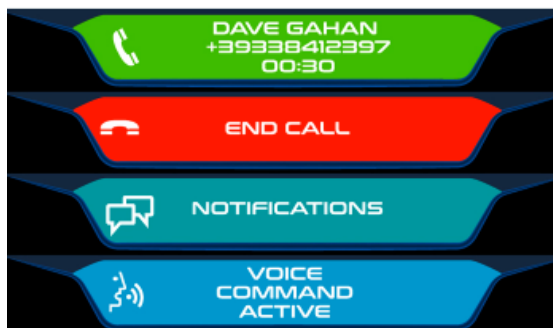 DAVE GAHAN
+39338412397
00:30
END CALL
NOTIFICATIONS
VOICE
COMMAND
ACTIVE